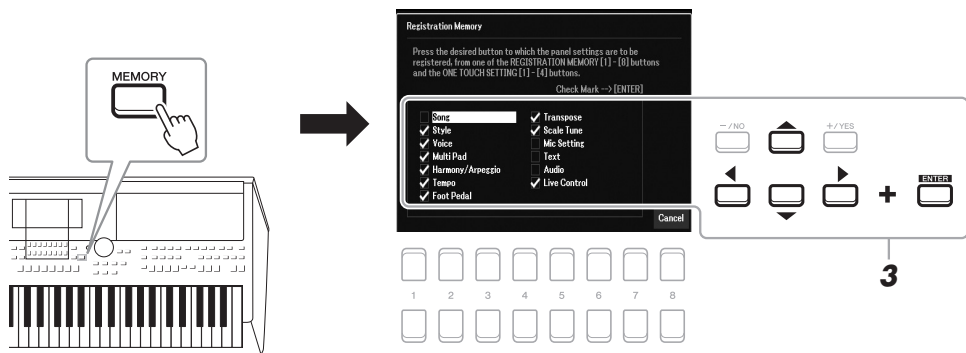 MEMORY
Registration Memory
Press the desired button to which the panel settings are to be
registered, from one of the REGISTRATION MEMORY [1] - [8] buttons
and the ONE TOUCH SETTING [1] - [4] buttons.
Check Mark --> [ENTER]
Song
Style
Voice
Multi Pad
Harmony/Arpeggio
Tempo
Foot Pedal
Transpose
Scale Tune
Mic Setting
Text
Audio
Live Control
Cancel
– / NO
+ / YES
+
ENTER
3
1 2 3 4 5 6 7 8